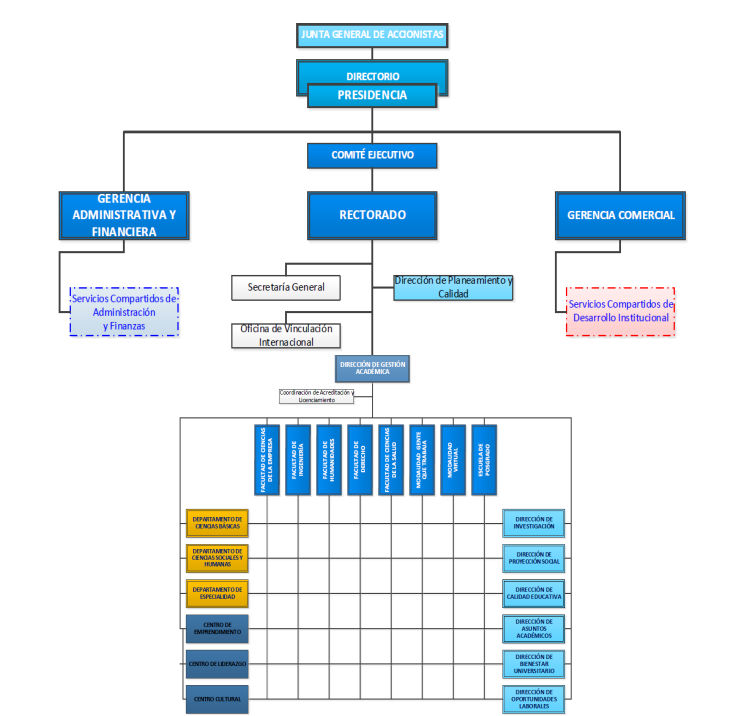 JUNTA GENERAL DE ACCIONISTAS
DIRECTORIO
PRESIDENCIA
COMITÉ EJECUTIVO
GERENCIA
ADMINISTRATIVA Y
FINANCIERA
RECTORADO
GERENCIA COMERCIAL
Secretaría General
Dirección de Planeamiento y
Calidad
Servicios Compartidos de
Administración
y Finanzas
Servicios Compartidos de
Desarrollo Institucional
Oficina de Vinculación
Internacional
DIRECCIÓN DE GESTIÓN
ACADÉMICA
Coordinación de Acreditación y
Licenciamiento
FACULTAD DE CIENCIAS
DE LA EMPRESA
FACULTAD DE
INGENIERÍA
FACULTAD DE
HUMANIDADES
FACULTAD DE
DERECHO
FACULTAD DE CIENCIAS
DE LA SALUD
MODALIDAD GENTE
QUE TRABAJA
MODALIDAD
VIRTUAL
ESCUELA DE
POSGRADO
DEPARTAMENTO DE
CIENCIAS BÁSICAS
DEPARTAMENTO DE
CIENCIAS SOCIALES Y
HUMANAS
DEPARTAMENTO DE
ESPECIALIDAD
CENTRO DE
EMPRENDIMIENTO
CENTRO DE LIDERAZGO
CENTRO CULTURAL
DIRECCIÓN DE
INVESTIGACIÓN
DIRECCIÓN DE
PROYECCIÓN SOCIAL
DIRECCIÓN DE
CALIDAD EDUCATIVA
DIRECCIÓN DE
ASUNTOS
ACADÉMICOS
DIRECCIÓN DE
BIENESTAR
UNIVERSITARIO
DIRECCIÓN DE
OPORTUNIDADES
LABORALES